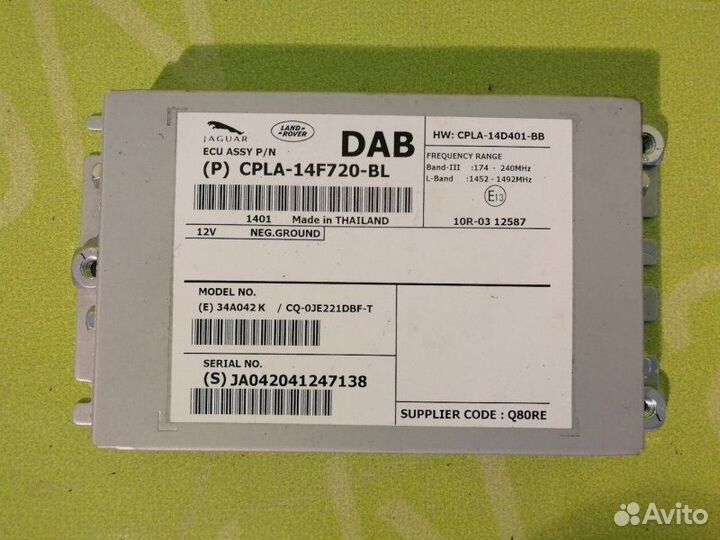 JAGUAR
LAND ROVER
DAB
HW: CPLA-14D401-BB
ECU ASSY P/N
(P) CPLA-14F720-BL
FREQUENCY RANGE
Band-III :174 - 240MHz
L-Band :1452 - 1492MHz
E13
1401 Made in THAILAND
10R-03 12587
12V NEG.GROUND
MODEL NO.
(E) 34A042 K / CQ-0JE221DBF-T
SERIAL NO.
(S) JA042041247138
SUPPLIER CODE : Q80RE
Avito